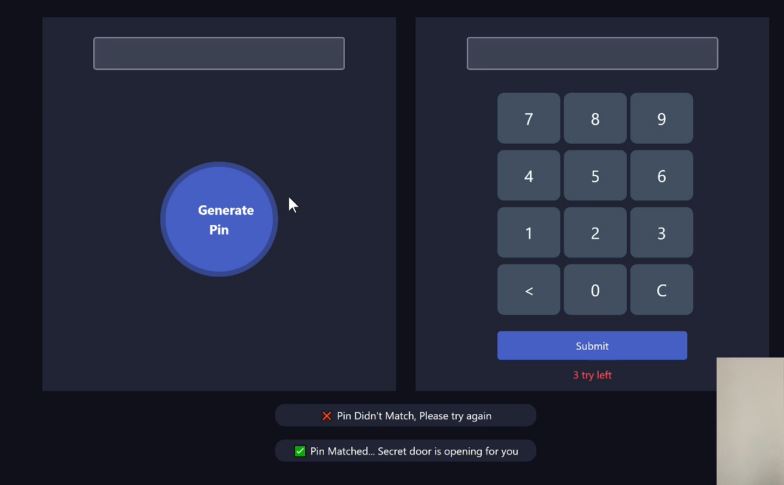 Generate
Pin
7 8 9
4 5 6
1 2 3
< 0 C
Submit
3 try left
❌ Pin Didn't Match, Please try again
✅ Pin Matched... Secret door is opening for you